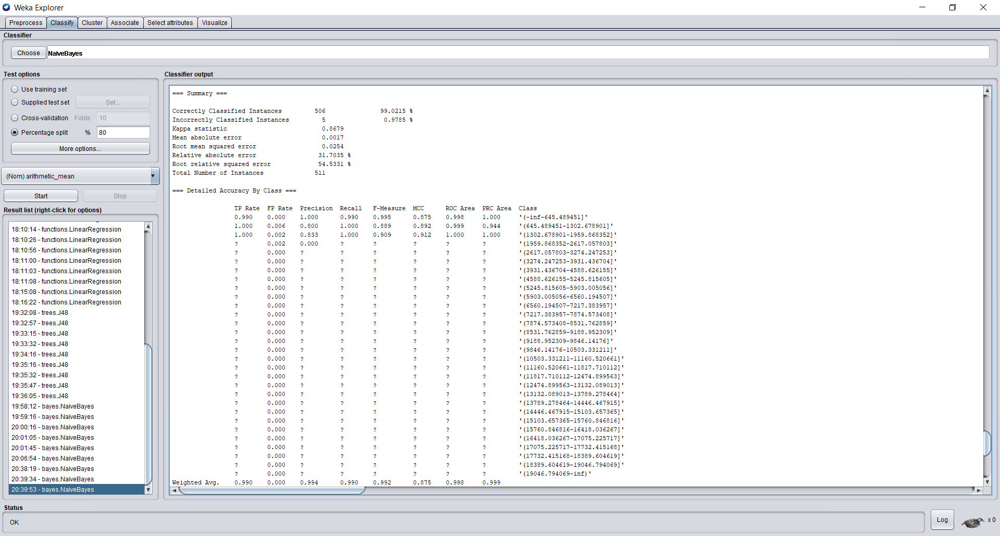 Weka Explorer
Preprocess Classify Cluster Associate Select attributes Visualize
Classifier
Choose NaiveBayes
Test options
Use training set
Supplied test set Set...
Cross-validation Folds 10
Percentage split % 80
More options...
(Nom) arithmetic_mean
Start Stop
Result list (right-click for options)
18:10:14 - functions.LinearRegression
18:10:26 - functions.LinearRegression
18:10:56 - functions.LinearRegression
18:11:00 - functions.LinearRegression
18:11:03 - functions.LinearRegression
18:11:08 - functions.LinearRegression
18:15:08 - functions.LinearRegression
18:16:22 - functions.LinearRegression
19:32:08 - trees.J48
19:32:57 - trees.J48
19:33:15 - trees.J48
19:33:32 - trees.J48
19:34:16 - trees.J48
19:35:16 - trees.J48
19:35:32 - trees.J48
19:35:47 - trees.J48
19:36:05 - trees.J48
19:58:12 - bayes.NaiveBayes
19:59:16 - bayes.NaiveBayes
20:00:16 - bayes.NaiveBayes
20:01:05 - bayes.NaiveBayes
20:01:45 - bayes.NaiveBayes
20:06:54 - bayes.NaiveBayes
20:38:19 - bayes.NaiveBayes
20:39:34 - bayes.NaiveBayes
20:39:53 - bayes.NaiveBayes
Classifier output
=== Summary ===
Correctly Classified Instances 506 99.0215 %
Incorrectly Classified Instances 5 0.9785 %
Kappa statistic 0.8679
Mean absolute error 0.0017
Root mean squared error 0.0254
Relative absolute error 31.7035 %
Root relative squared error 54.5331 %
Total Number of Instances 511
=== Detailed Accuracy By Class ===
TP Rate FP Rate Precision Recall F-Measure MCC ROC Area PRC Area Class
0.990 0.000 1.000 0.990 0.995 0.875 0.998 1.000 '(-inf-645.489451]'
1.000 0.006 0.800 1.000 0.889 0.892 0.999 0.944 '(645.489451-1302.678901]'
1.000 0.002 0.833 1.000 0.909 0.912 1.000 1.000 '(1302.678901-1959.868352]'
? 0.002 0.000 ? ? ? ? ? '(1959.868352-2617.057803]'
? 0.000 ? ? ? ? ? ? '(2617.057803-3274.247253]'
? 0.000 ? ? ? ? ? ? '(3274.247253-3931.436704]'
? 0.000 ? ? ? ? ? ? '(3931.436704-4588.626155]'
? 0.000 ? ? ? ? ? ? '(4588.626155-5245.815605]'
? 0.000 ? ? ? ? ? ? '(5245.815605-5903.005056]'
? 0.000 ? ? ? ? ? ? '(5903.005056-6560.194507]'
? 0.000 ? ? ? ? ? ? '(6560.194507-7217.383957]'
? 0.000 ? ? ? ? ? ? '(7217.383957-7874.573408]'
? 0.000 ? ? ? ? ? ? '(7874.573408-8531.762859]'
? 0.000 ? ? ? ? ? ? '(8531.762859-9188.952309]'
? 0.000 ? ? ? ? ? ? '(9188.952309-9846.14176]'
? 0.000 ? ? ? ? ? ? '(9846.14176-10503.331211]'
? 0.000 ? ? ? ? ? ? '(10503.331211-11160.520661]'
? 0.000 ? ? ? ? ? ? '(11160.520661-11817.710112]'
? 0.000 ? ? ? ? ? ? '(11817.710112-12474.899563]'
? 0.000 ? ? ? ? ? ? '(12474.899563-13132.089013]'
? 0.000 ? ? ? ? ? ? '(13132.089013-13789.278464]'
? 0.000 ? ? ? ? ? ? '(13789.278464-14446.467915]'
? 0.000 ? ? ? ? ? ? '(14446.467915-15103.657365]'
? 0.000 ? ? ? ? ? ? '(15103.657365-15760.846816]'
? 0.000 ? ? ? ? ? ? '(15760.846816-16418.036267]'
? 0.000 ? ? ? ? ? ? '(16418.036267-17075.225717]'
? 0.000 ? ? ? ? ? ? '(17075.225717-17732.415168]'
? 0.000 ? ? ? ? ? ? '(17732.415168-18389.604619]'
? 0.000 ? ? ? ? ? ? '(18389.604619-19046.794069]'
? 0.000 ? ? ? ? ? ? '(19046.794069-inf)'
Weighted Avg. 0.990 0.000 0.994 0.990 0.992 0.875 0.998 0.999
Status
OK
Log
x 0